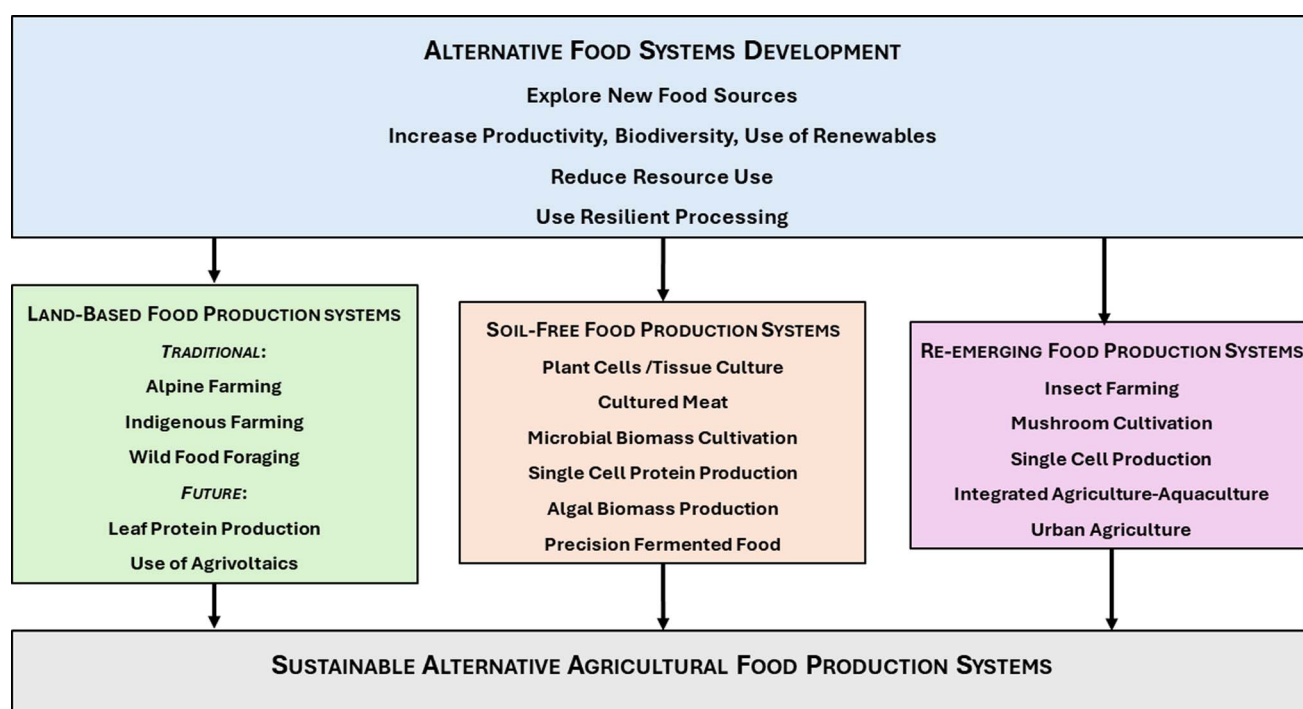 ALTERNATIVE FOOD SYSTEMS DEVELOPMENT
Explore New Food Sources
Increase Productivity, Biodiversity, Use of Renewables
Reduce Resource Use
Use Resilient Processing
LAND-BASED FOOD PRODUCTION SYSTEMS
TRADITIONAL:
Alpine Farming
Indigenous Farming
Wild Food Foraging
FUTURE:
Leaf Protein Production
Use of Agrivoltaics
SOIL-FREE FOOD PRODUCTION SYSTEMS
Plant Cells /Tissue Culture
Cultured Meat
Microbial Biomass Cultivation
Single Cell Protein Production
Algal Biomass Production
Precision Fermented Food
RE-EMERGING FOOD PRODUCTION SYSTEMS
Insect Farming
Mushroom Cultivation
Single Cell Production
Integrated Agriculture-Aquaculture
Urban Agriculture
SUSTAINABLE ALTERNATIVE AGRICULTURAL FOOD PRODUCTION SYSTEMS